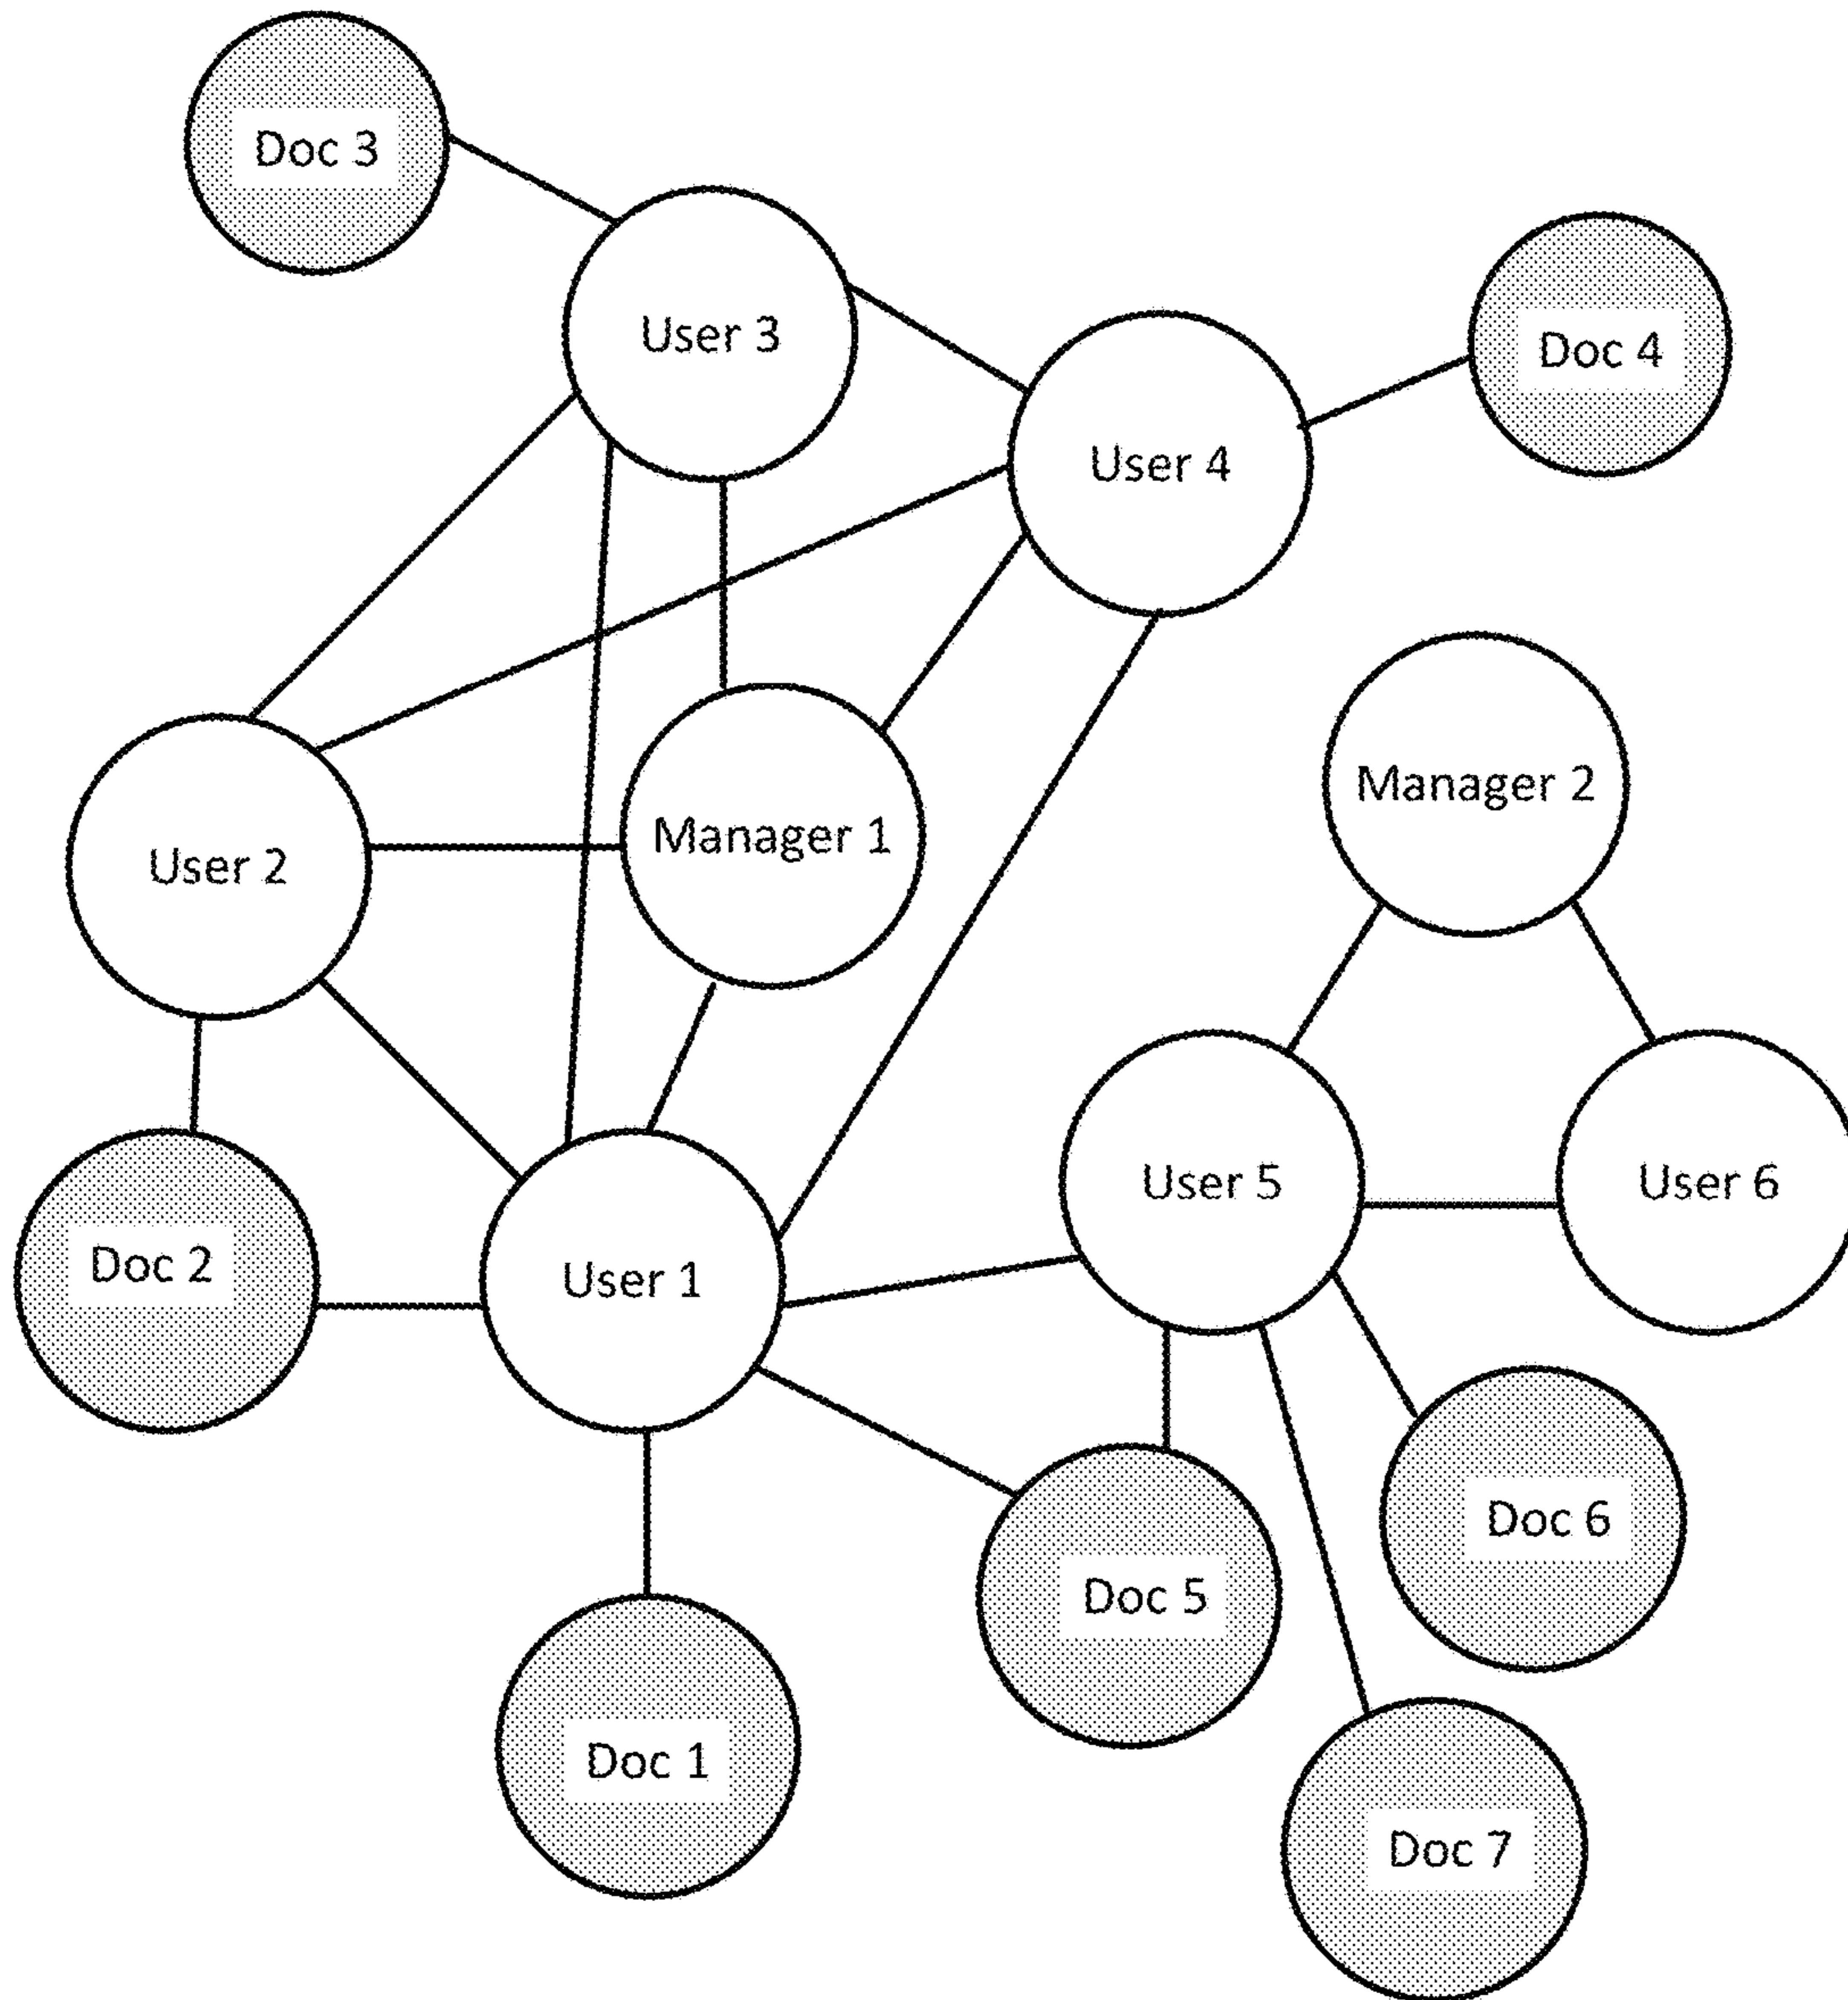 Doc 3
User 3
Doc 4
User 4
Manager 2
Manager 1
User 2
User 5
User 6
Doc 2
User 1
Doc 6
Doc 5
Doc 1
Doc 7